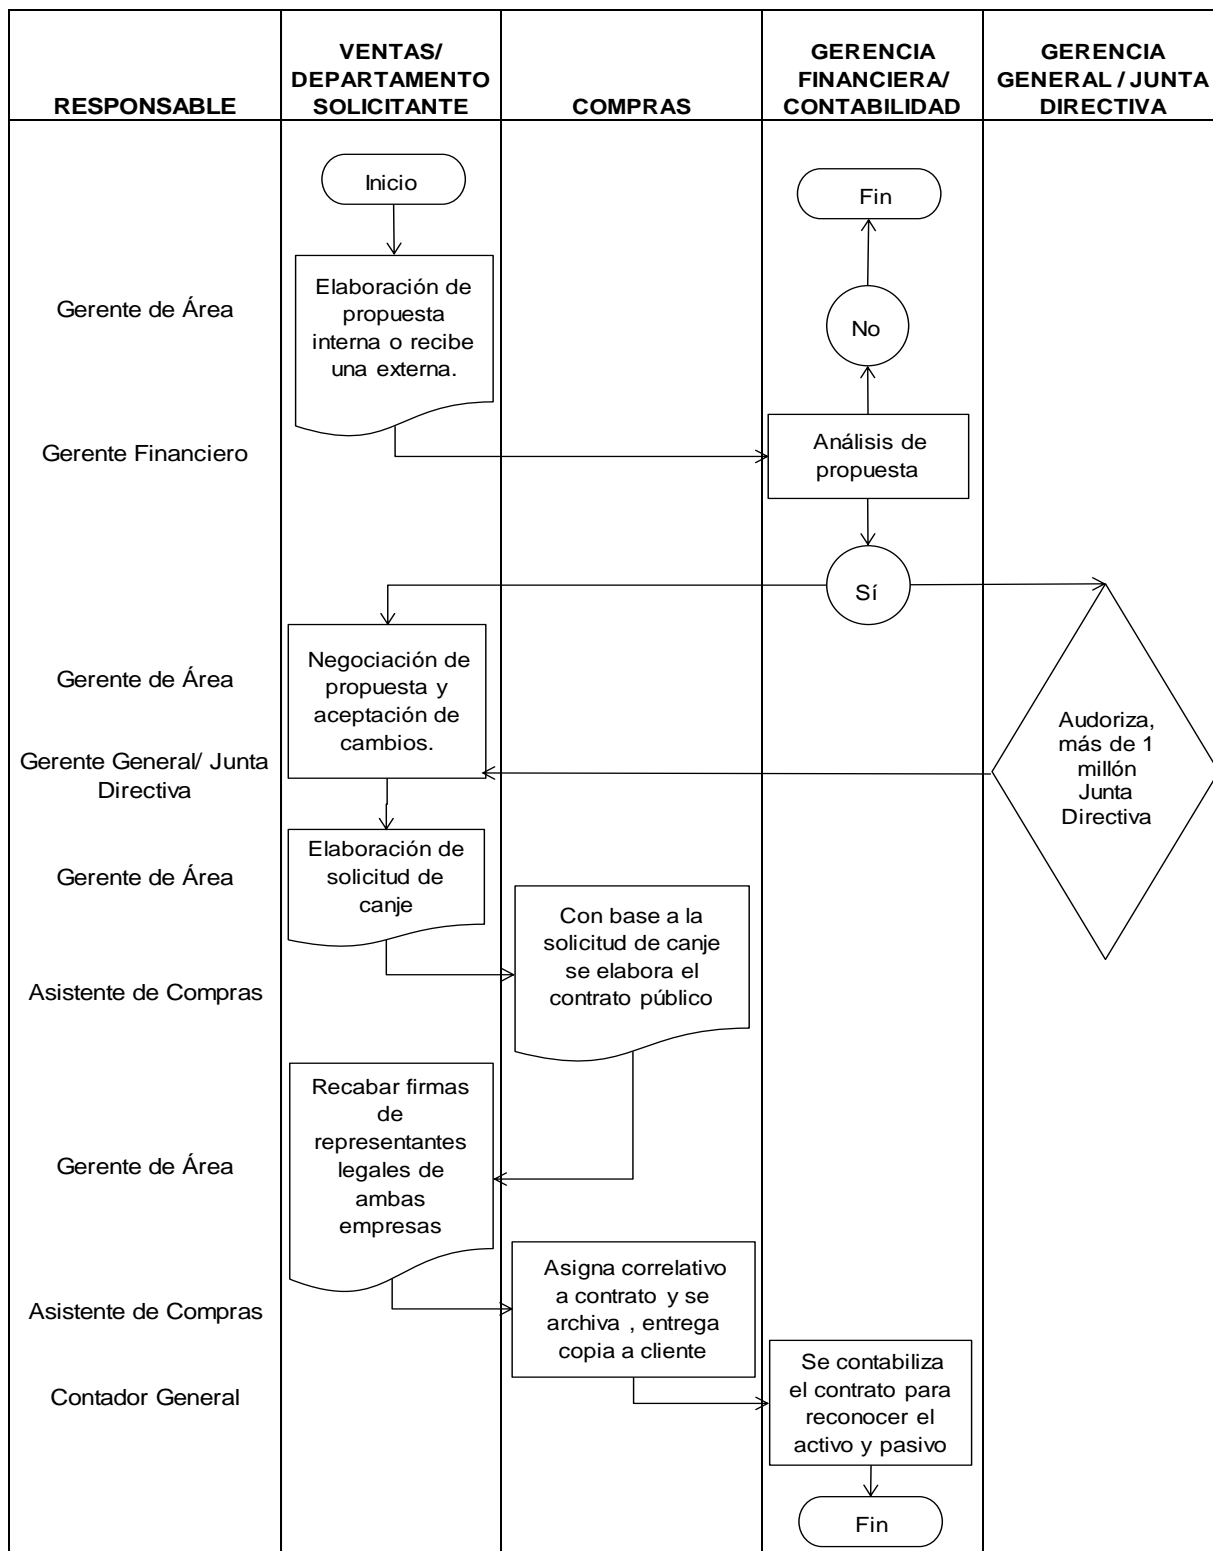 RESPONSABLE
VENTAS/
DEPARTAMENTO
SOLICITANTE
COMPRAS
GERENCIA
FINANCIERA/
CONTABILIDAD
GERENCIA
GENERAL / JUNTA
DIRECTIVA
Inicio
Fin
Gerente de Área
Elaboración de
propuesta
interna o recibe
una externa.
No
Gerente Financiero
Análisis de
propuesta
Sí
Gerente de Área
Negociación de
propuesta y
aceptación de
cambios.
Gerente General/ Junta
Directiva
Audoriza,
más de 1
millón
Junta
Directiva
Gerente de Área
Elaboración de
solicitud de
canje
Asistente de Compras
Con base a la
solicitud de canje
se elabora el
contrato público
Gerente de Área
Recabar firmas
de
representantes
legales de
ambas
empresas
Asistente de Compras
Asigna correlativo
a contrato y se
archiva , entrega
copia a cliente
Contador General
Se contabiliza
el contrato para
reconocer el
activo y pasivo
Fin